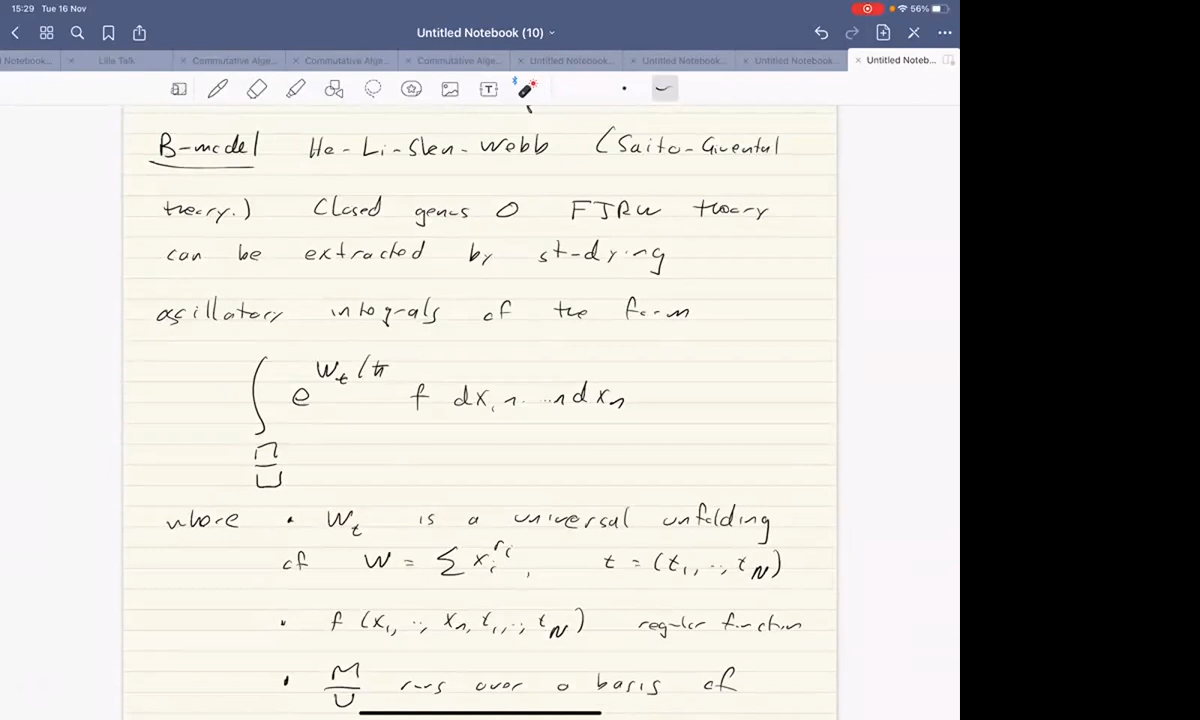 15:29 Tue 16 Nov
56%
Untitled Notebook (10)
Notebook...
Lille Talk
Commutative Alge...
Commutative Alge...
Commutative Alge...
Untitled Notebook...
Untitled Notebook...
Untitled Notebook...
Untitled Noteb...
B-model He-Li-Shen-Webb (Saito-Givental
theory.) Closed genus 0 FJRW theory
can be extracted by studying
oscillatory integrals of the form
∫_Ξ e^{W_t/ħ} f dx_1 ∧ ... ∧ dx_n
where • W_t is a universal unfolding
of W = Σ x_i^{r_i}, t = (t_1, .., t_N)
• f (x_1, .., x_n, t_1, .., t_N) regular function
• Ξ runs over a basis of